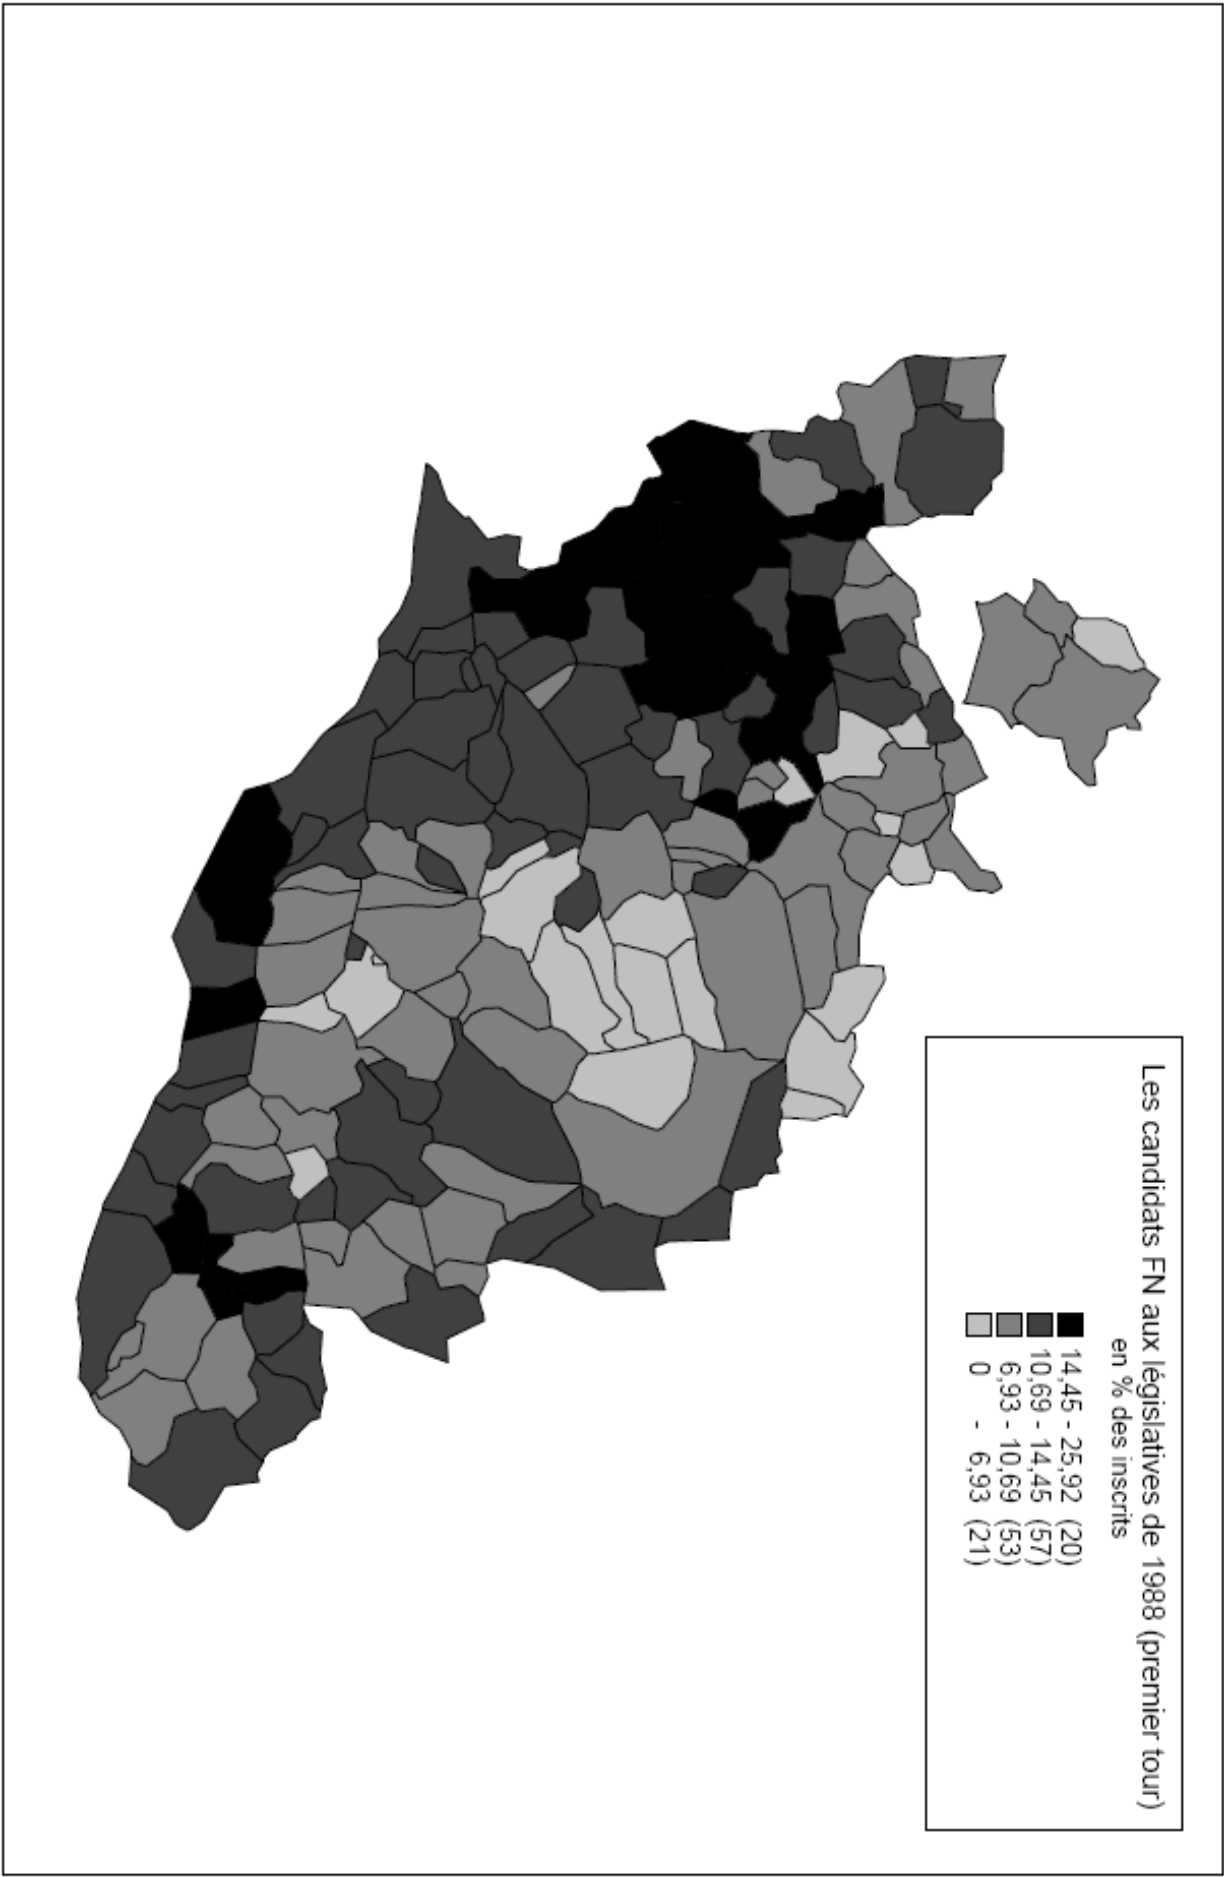 Les candidats FN aux législatives de 1988 (premier tour)
en % des inscrits
14,45 - 25,92 (20)
10,69 - 14,45 (57)
6,93 - 10,69 (53)
0 - 6,93 (21)